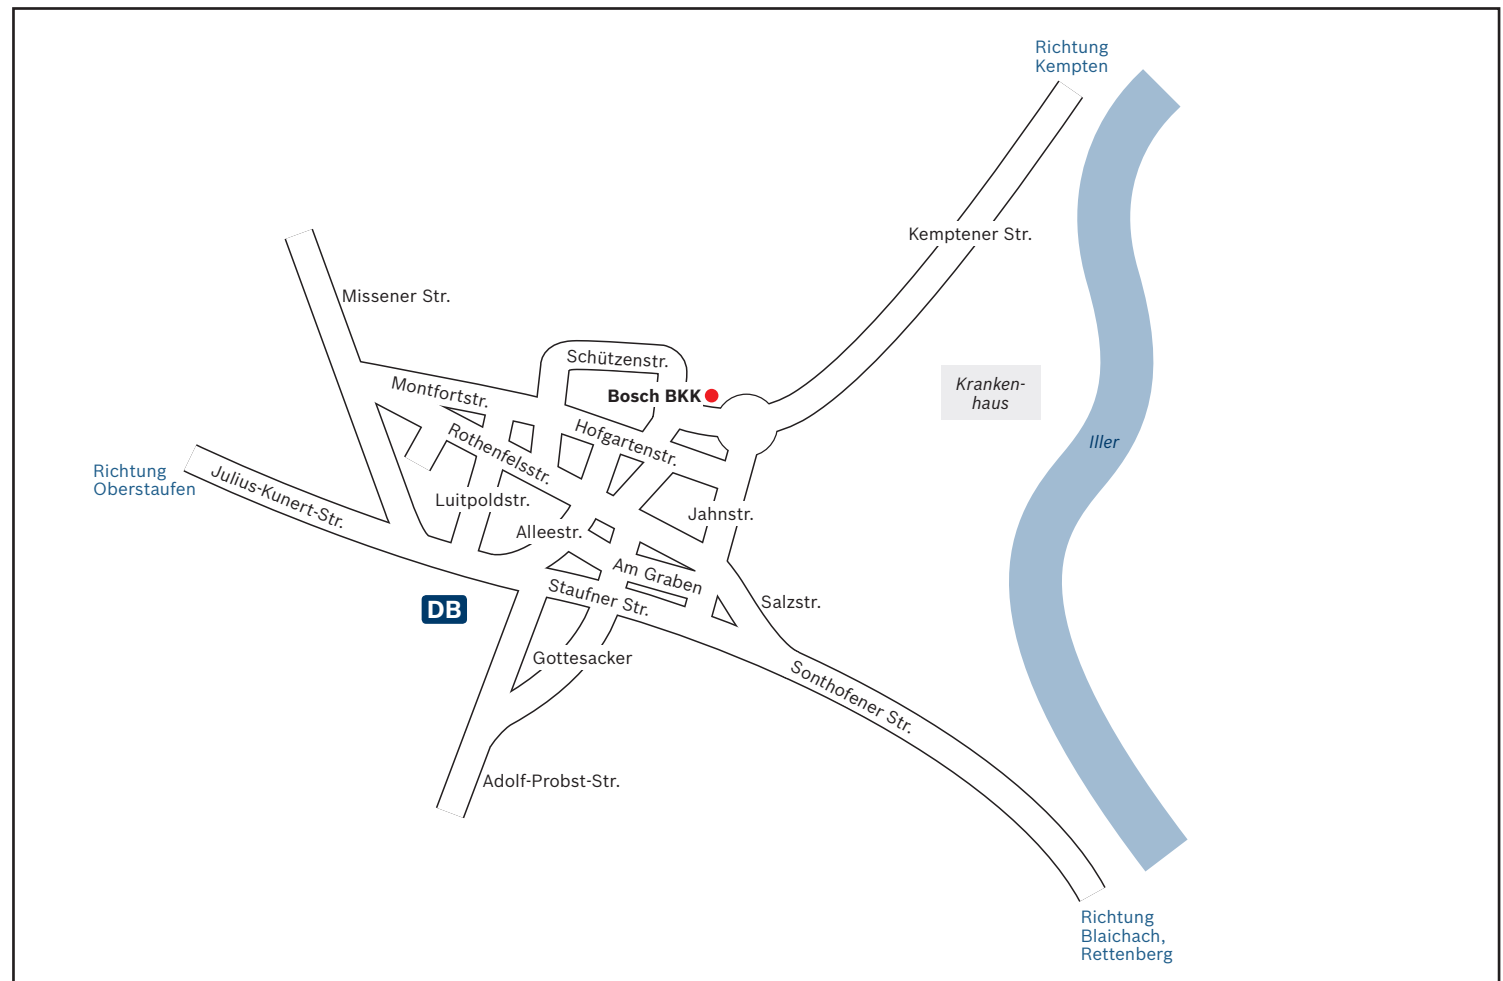 Richtung
Kempten
Kemptener Str.
Missener Str.
Schützenstr.
Montfortstr.
Bosch BKK
Kranken-
haus
Hofgartenstr.
Rothenfelsstr.
Iller
Richtung
Oberstaufen
Julius-Kunert-Str.
Luitpoldstr.
Jahnstr.
Alleestr.
Am Graben
Staufner Str.
Salzstr.
DB
Gottesacker
Sonthofener Str.
Adolf-Probst-Str.
Richtung
Blaichach,
Rettenberg